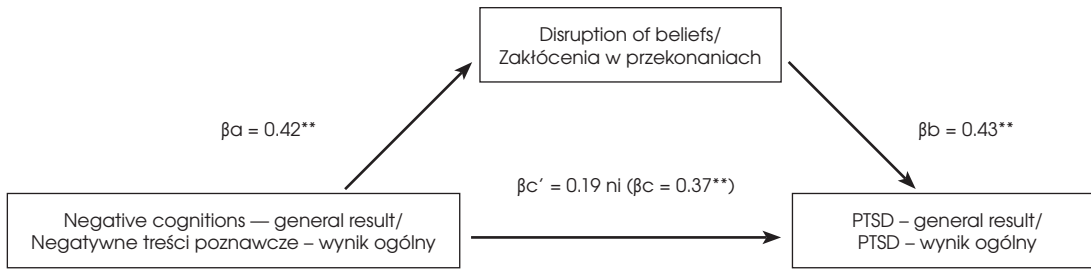 Disruption of beliefs/
Zakłócenia w przekonaniach
βa = 0.42**
βb = 0.43**
βc′ = 0.19 ni (βc = 0.37**)
Negative cognitions — general result/
Negatywne treści poznawcze – wynik ogólny
PTSD – general result/
PTSD – wynik ogólny